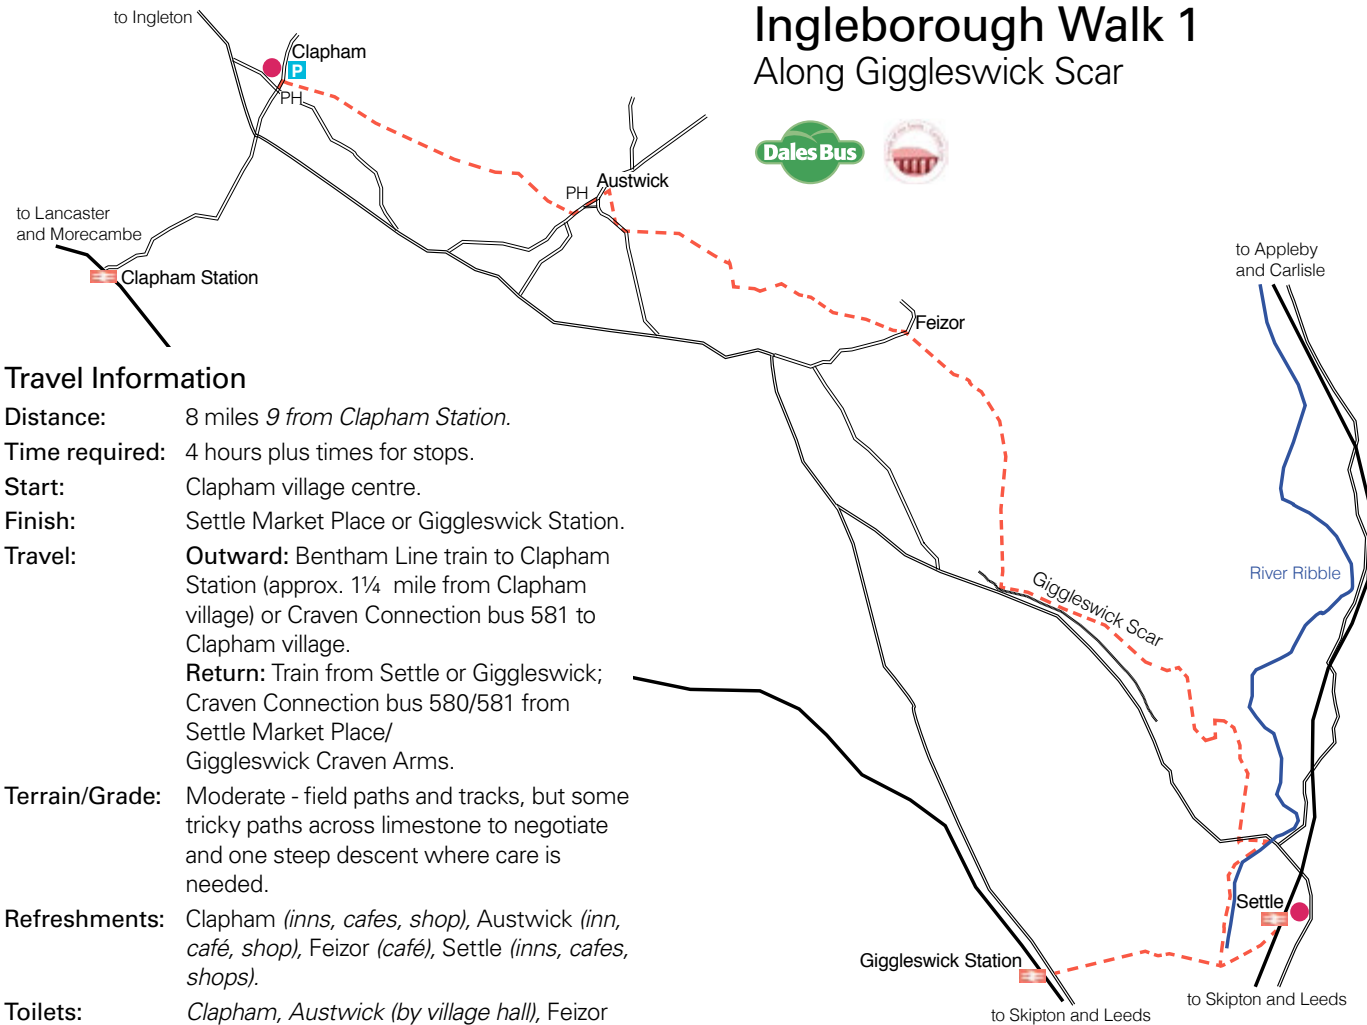 Ingleborough Walk 1
Along Giggleswick Scar
Dales Bus
to Ingleton
Clapham
P
PH
Austwick
PH
to Lancaster
and Morecambe
Clapham Station
Feizor
to Appleby
and Carlisle
River Ribble
Giggleswick Scar
Settle
Giggleswick Station
to Skipton and Leeds
to Skipton and Leeds
Travel Information
Distance: 8 miles 9 from Clapham Station.
Time required: 4 hours plus times for stops.
Start: Clapham village centre.
Finish: Settle Market Place or Giggleswick Station.
Travel: Outward: Bentham Line train to Clapham
Station (approx. 1¼ mile from Clapham
village) or Craven Connection bus 581 to
Clapham village.
Return: Train from Settle or Giggleswick;
Craven Connection bus 580/581 from
Settle Market Place/
Giggleswick Craven Arms.
Terrain/Grade: Moderate - field paths and tracks, but some
tricky paths across limestone to negotiate
and one steep descent where care is
needed.
Refreshments: Clapham (inns, cafes, shop), Austwick (inn,
café, shop), Feizor (café), Settle (inns, cafes,
shops).
Toilets: Clapham, Austwick (by village hall), Feizor